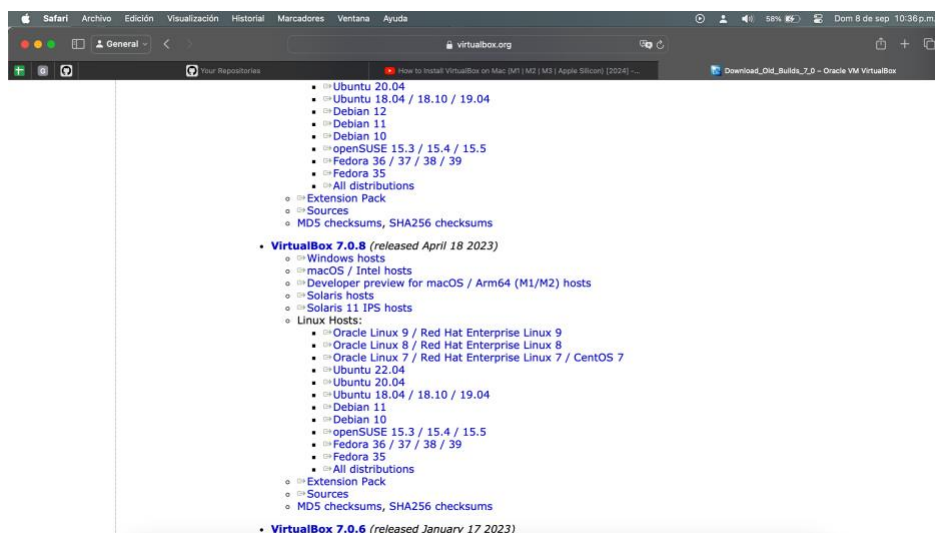 Safari Archivo Edición Visualización Historial Marcadores Ventana Ayuda 58% Dom 8 de sep 10:36 p.m.
General virtualbox.org
Your Repositories How to Install VirtualBox on Mac (M1 | M2 | M3 | Apple Silicon) [2024] -... Download_Old_Builds_7_0 – Oracle VM VirtualBox
Ubuntu 20.04
Ubuntu 18.04 / 18.10 / 19.04
Debian 12
Debian 11
Debian 10
openSUSE 15.3 / 15.4 / 15.5
Fedora 36 / 37 / 38 / 39
Fedora 35
All distributions
Extension Pack
Sources
MD5 checksums, SHA256 checksums
VirtualBox 7.0.8 (released April 18 2023)
Windows hosts
macOS / Intel hosts
Developer preview for macOS / Arm64 (M1/M2) hosts
Solaris hosts
Solaris 11 IPS hosts
Linux Hosts:
Oracle Linux 9 / Red Hat Enterprise Linux 9
Oracle Linux 8 / Red Hat Enterprise Linux 8
Oracle Linux 7 / Red Hat Enterprise Linux 7 / CentOS 7
Ubuntu 22.04
Ubuntu 20.04
Ubuntu 18.04 / 18.10 / 19.04
Debian 11
Debian 10
openSUSE 15.3 / 15.4 / 15.5
Fedora 36 / 37 / 38 / 39
Fedora 35
All distributions
Extension Pack
Sources
MD5 checksums, SHA256 checksums
VirtualBox 7.0.6 (released January 17 2023)